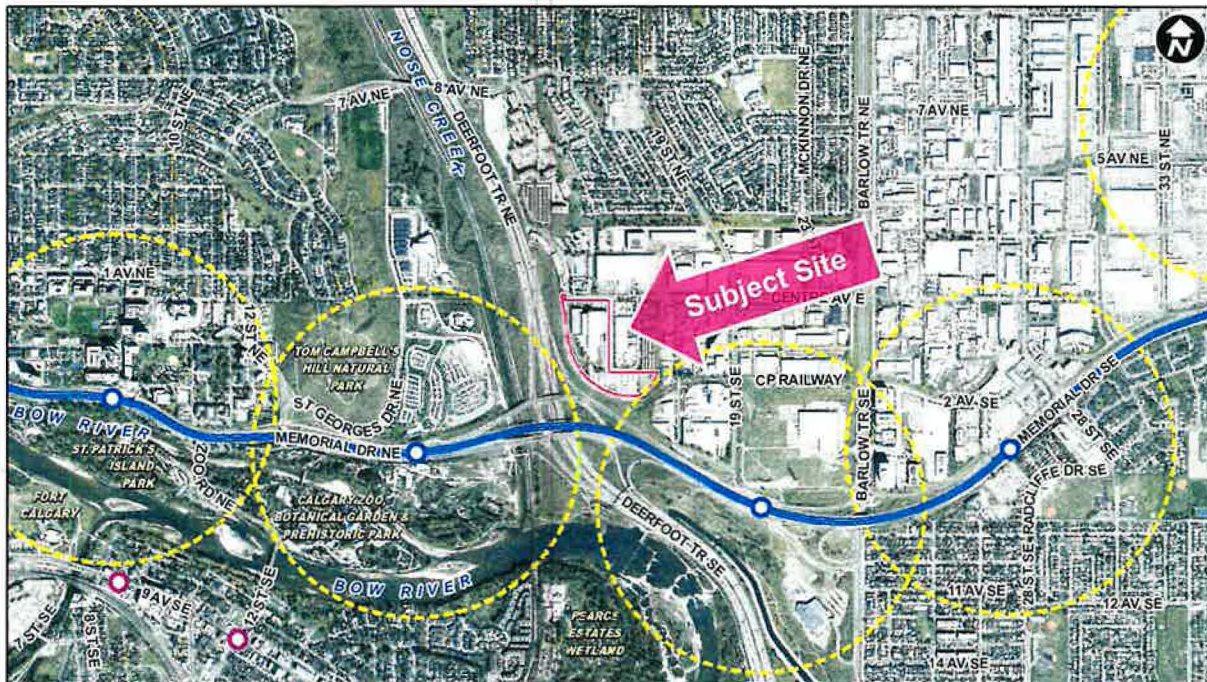 N
NOSE CREEK
7 AV NE
8 AV NE
DEERFOOT TR NE
10 ST NE
19 ST NE
MCKINNON DR NE
BARLOW TR NE
7 AV NE
5 AV NE
33 ST NE
Subject Site
CENTRE AV E
1 AV NE
12 ST NE
TOM CAMPBELL'S
HILL NATURAL
PARK
ST GEORGES DR NE
MEMORIAL DR NE
CP RAILWAY
19 ST SE
BARLOW TR SE
2 AV SE
MEMORIAL DR SE
28 ST SE
RADCLIFFE DR SE
BOW RIVER
ST. PATRICK'S
ISLAND
PARK
ZOO RD NE
FORT
CALGARY
CALGARY ZOO,
BOTANICAL GARDEN &
PREHISTORIC PARK
DEERFOOT TR SE
BOW RIVER
BARLOW TR SE
28 ST SE
11 AV SE
12 AV SE
9 AV SE
12 ST SE
7 ST SE
8 ST SE
PEARCE
ESTATES
WETLAND
14 AV SE